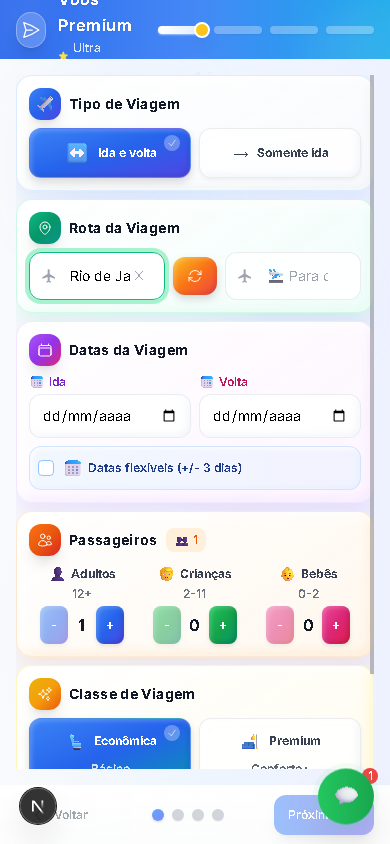 Voos
Premium
Ultra
Tipo de Viagem
Ida e volta
Somente ida
Rota da Viagem
Rio de Ja
Para
Datas da Viagem
Ida
Volta
dd/mm/aaaa
dd/mm/aaaa
Datas flexíveis (+/- 3 dias)
Passageiros
1
Adultos
Crianças
Bebês
12+
2-11
0-2
- 1 +
- 0 +
- 0 +
Classe de Viagem
Econômica
Premium
Básico
Conforto+
N
Voltar
1